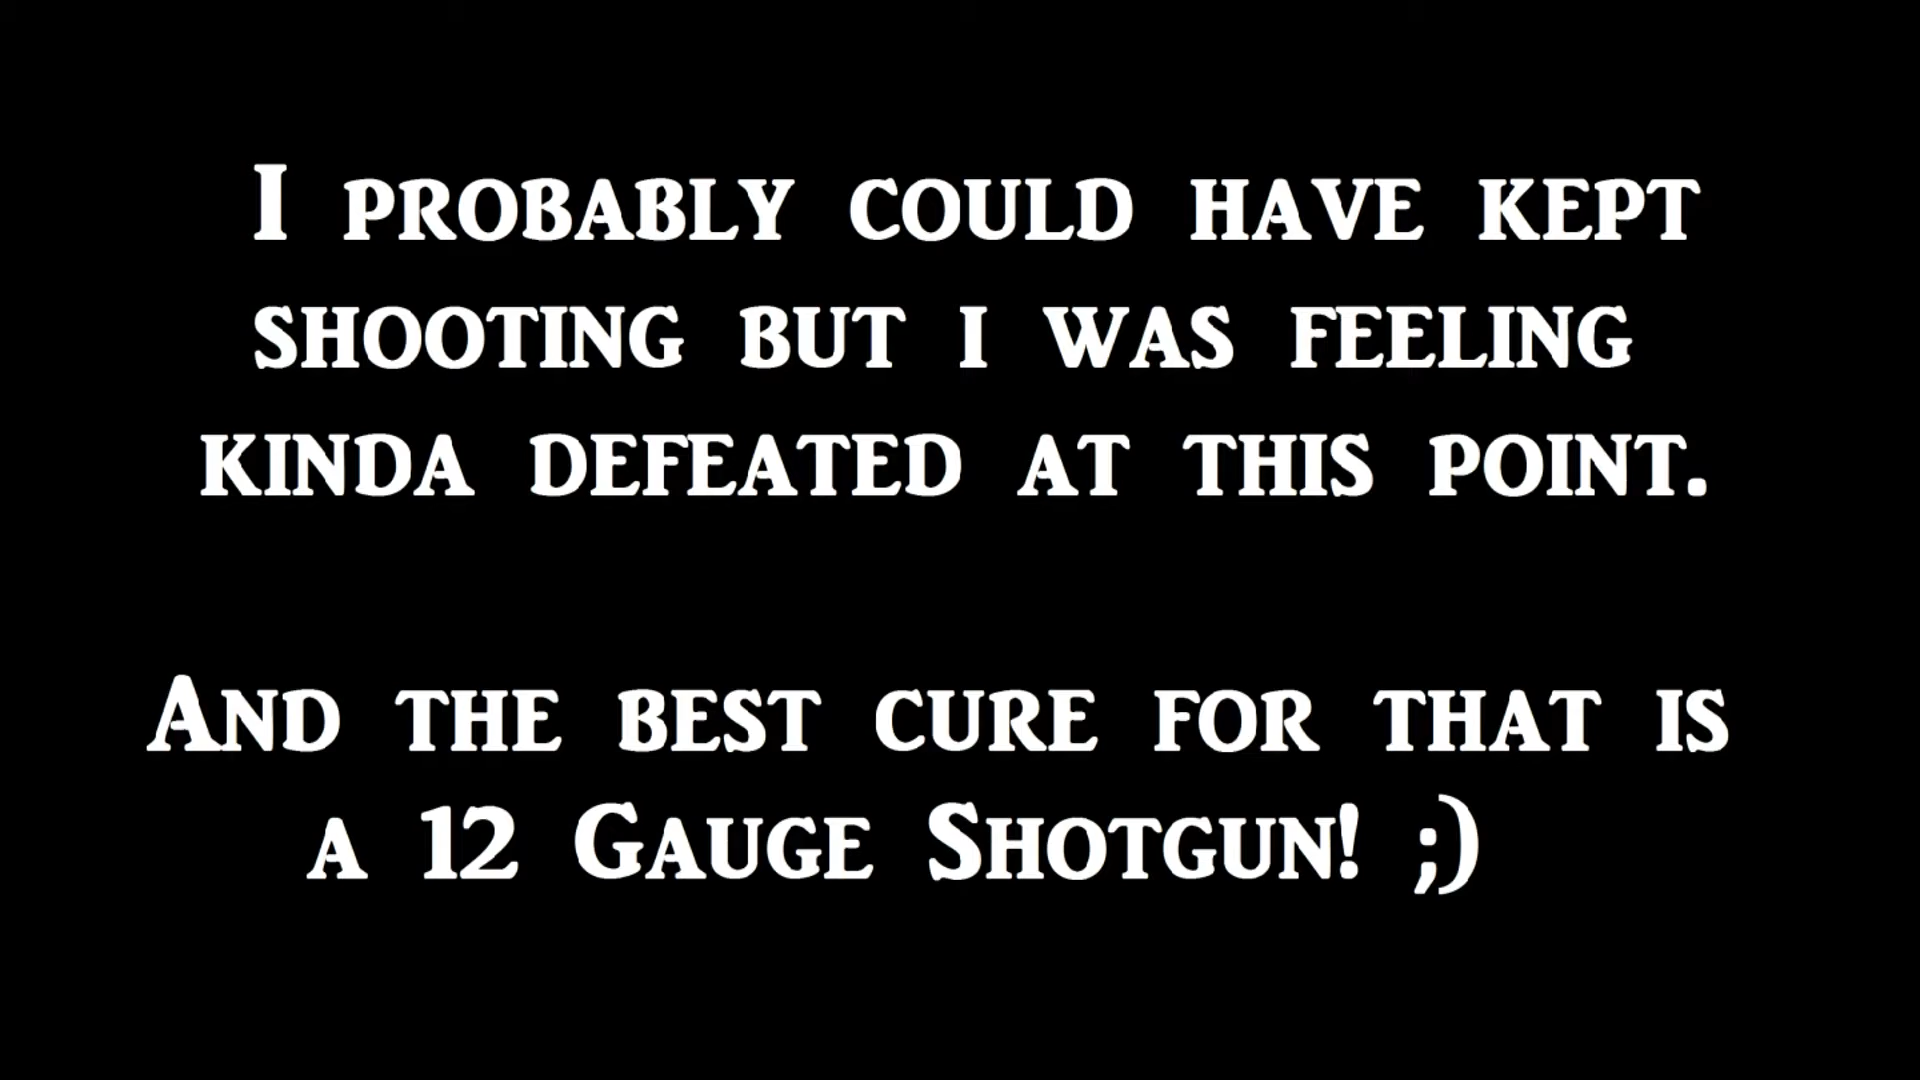 I probably could have kept
shooting but i was feeling
kinda defeated at this point.
And the best cure for that is
a 12 Gauge Shotgun! ;)